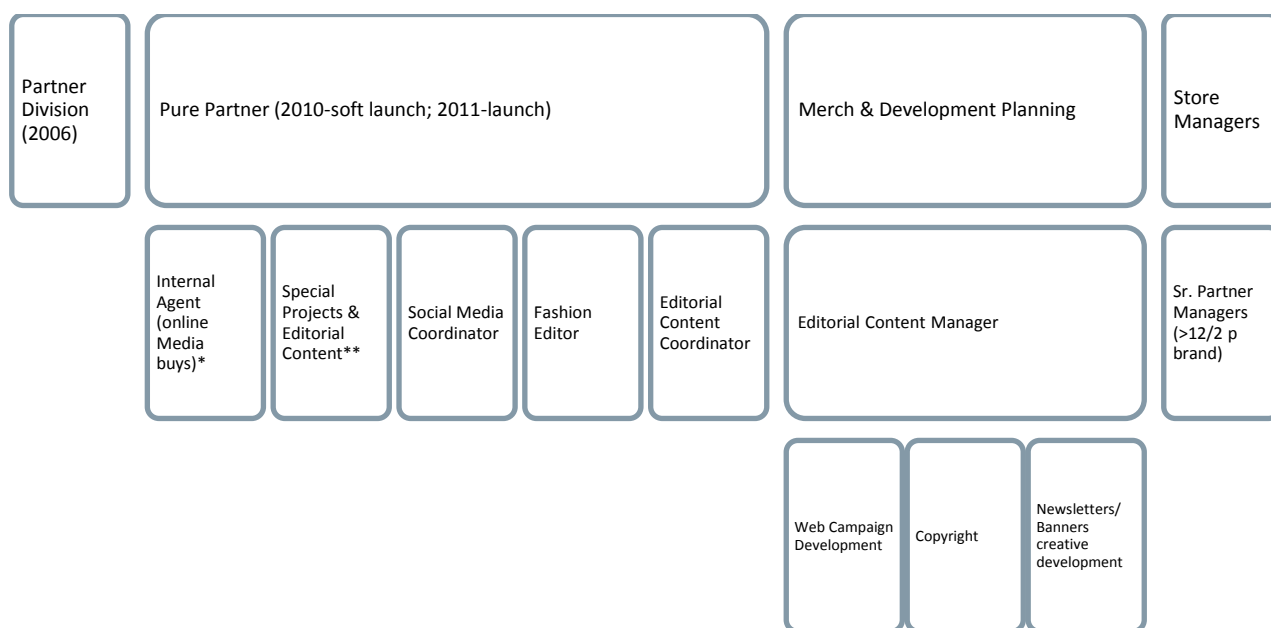 Partner
Division
(2006)
Pure Partner (2010-soft launch; 2011-launch)
Merch & Development Planning
Store
Managers
Internal
Agent
(online
Media
buys)*
Special
Projects &
Editorial
Content**
Social Media
Coordinator
Fashion
Editor
Editorial
Content
Coordinator
Editorial Content Manager
Sr. Partner
Managers
(>12/2 p
brand)
Web Campaign
Development
Copyright
Newsletters/
Banners
creative
development